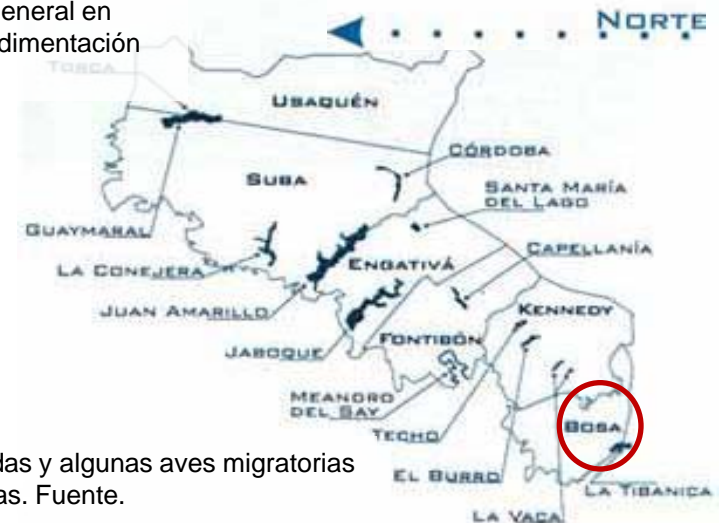 eneral en
dimentación
NORTE
TORCA
USAQUÉN
CÓRDOBA
SUBA
SANTA MARÍA
DEL LAGO
GUAYMARAL
CAPELLANÍA
LA CONEJERA
ENGATIVÁ
JUAN AMARILLO
KENNEDY
FONTIBÓN
JABOQUE
MEANDRO
DEL SAY
TECHO
BOSA
das y algunas aves migratorias
as. Fuente.
EL BURRO
LA TIBANICA
LA VACA